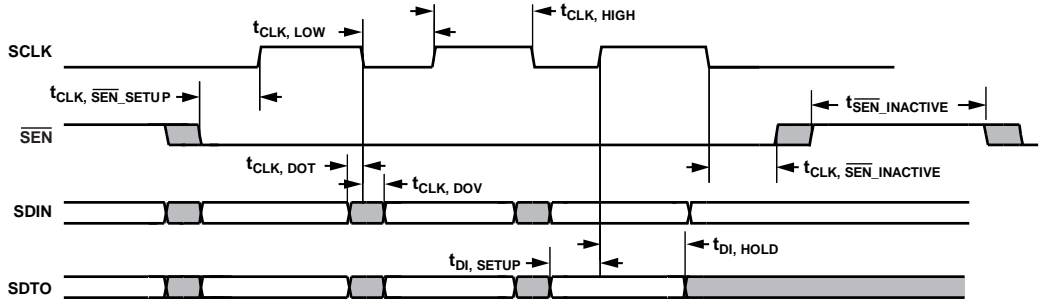 tCLK, HIGH
tCLK, LOW
SCLK
tCLK, SEN_SETUP
tSEN_INACTIVE
SEN
tCLK, DOT
tCLK, DOV
tCLK, SEN_INACTIVE
SDIN
tDI, SETUP
tDI, HOLD
SDTO